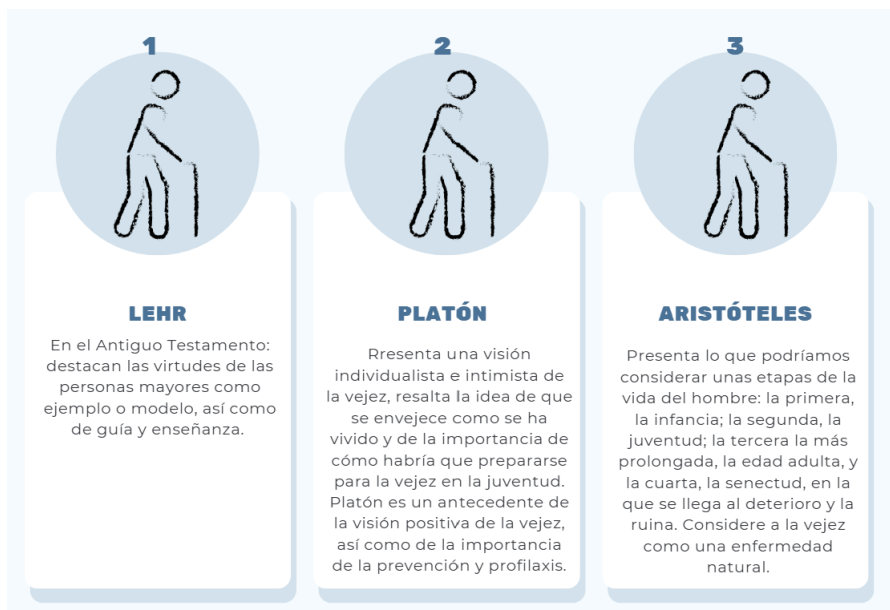 1
LEHR
En el Antiguo Testamento:
destacan las virtudes de las
personas mayores como
ejemplo o modelo, así como
de guía y enseñanza.
2
PLATÓN
Rresenta una visión
individualista e intimista de
la vejez, resalta la idea de que
se envejece como se ha
vivido y de la importancia de
cómo habría que prepararse
para la vejez en la juventud.
Platón es un antecedente de
la visión positiva de la vejez,
así como de la importancia
de la prevención y profilaxis.
3
ARISTÓTELES
Presenta lo que podríamos
considerar unas etapas de la
vida del hombre: la primera,
la infancia; la segunda, la
juventud; la tercera la más
prolongada, la edad adulta, y
la cuarta, la senectud, en la
que se llega al deterioro y la
ruina. Considere a la vejez
como una enfermedad
natural.